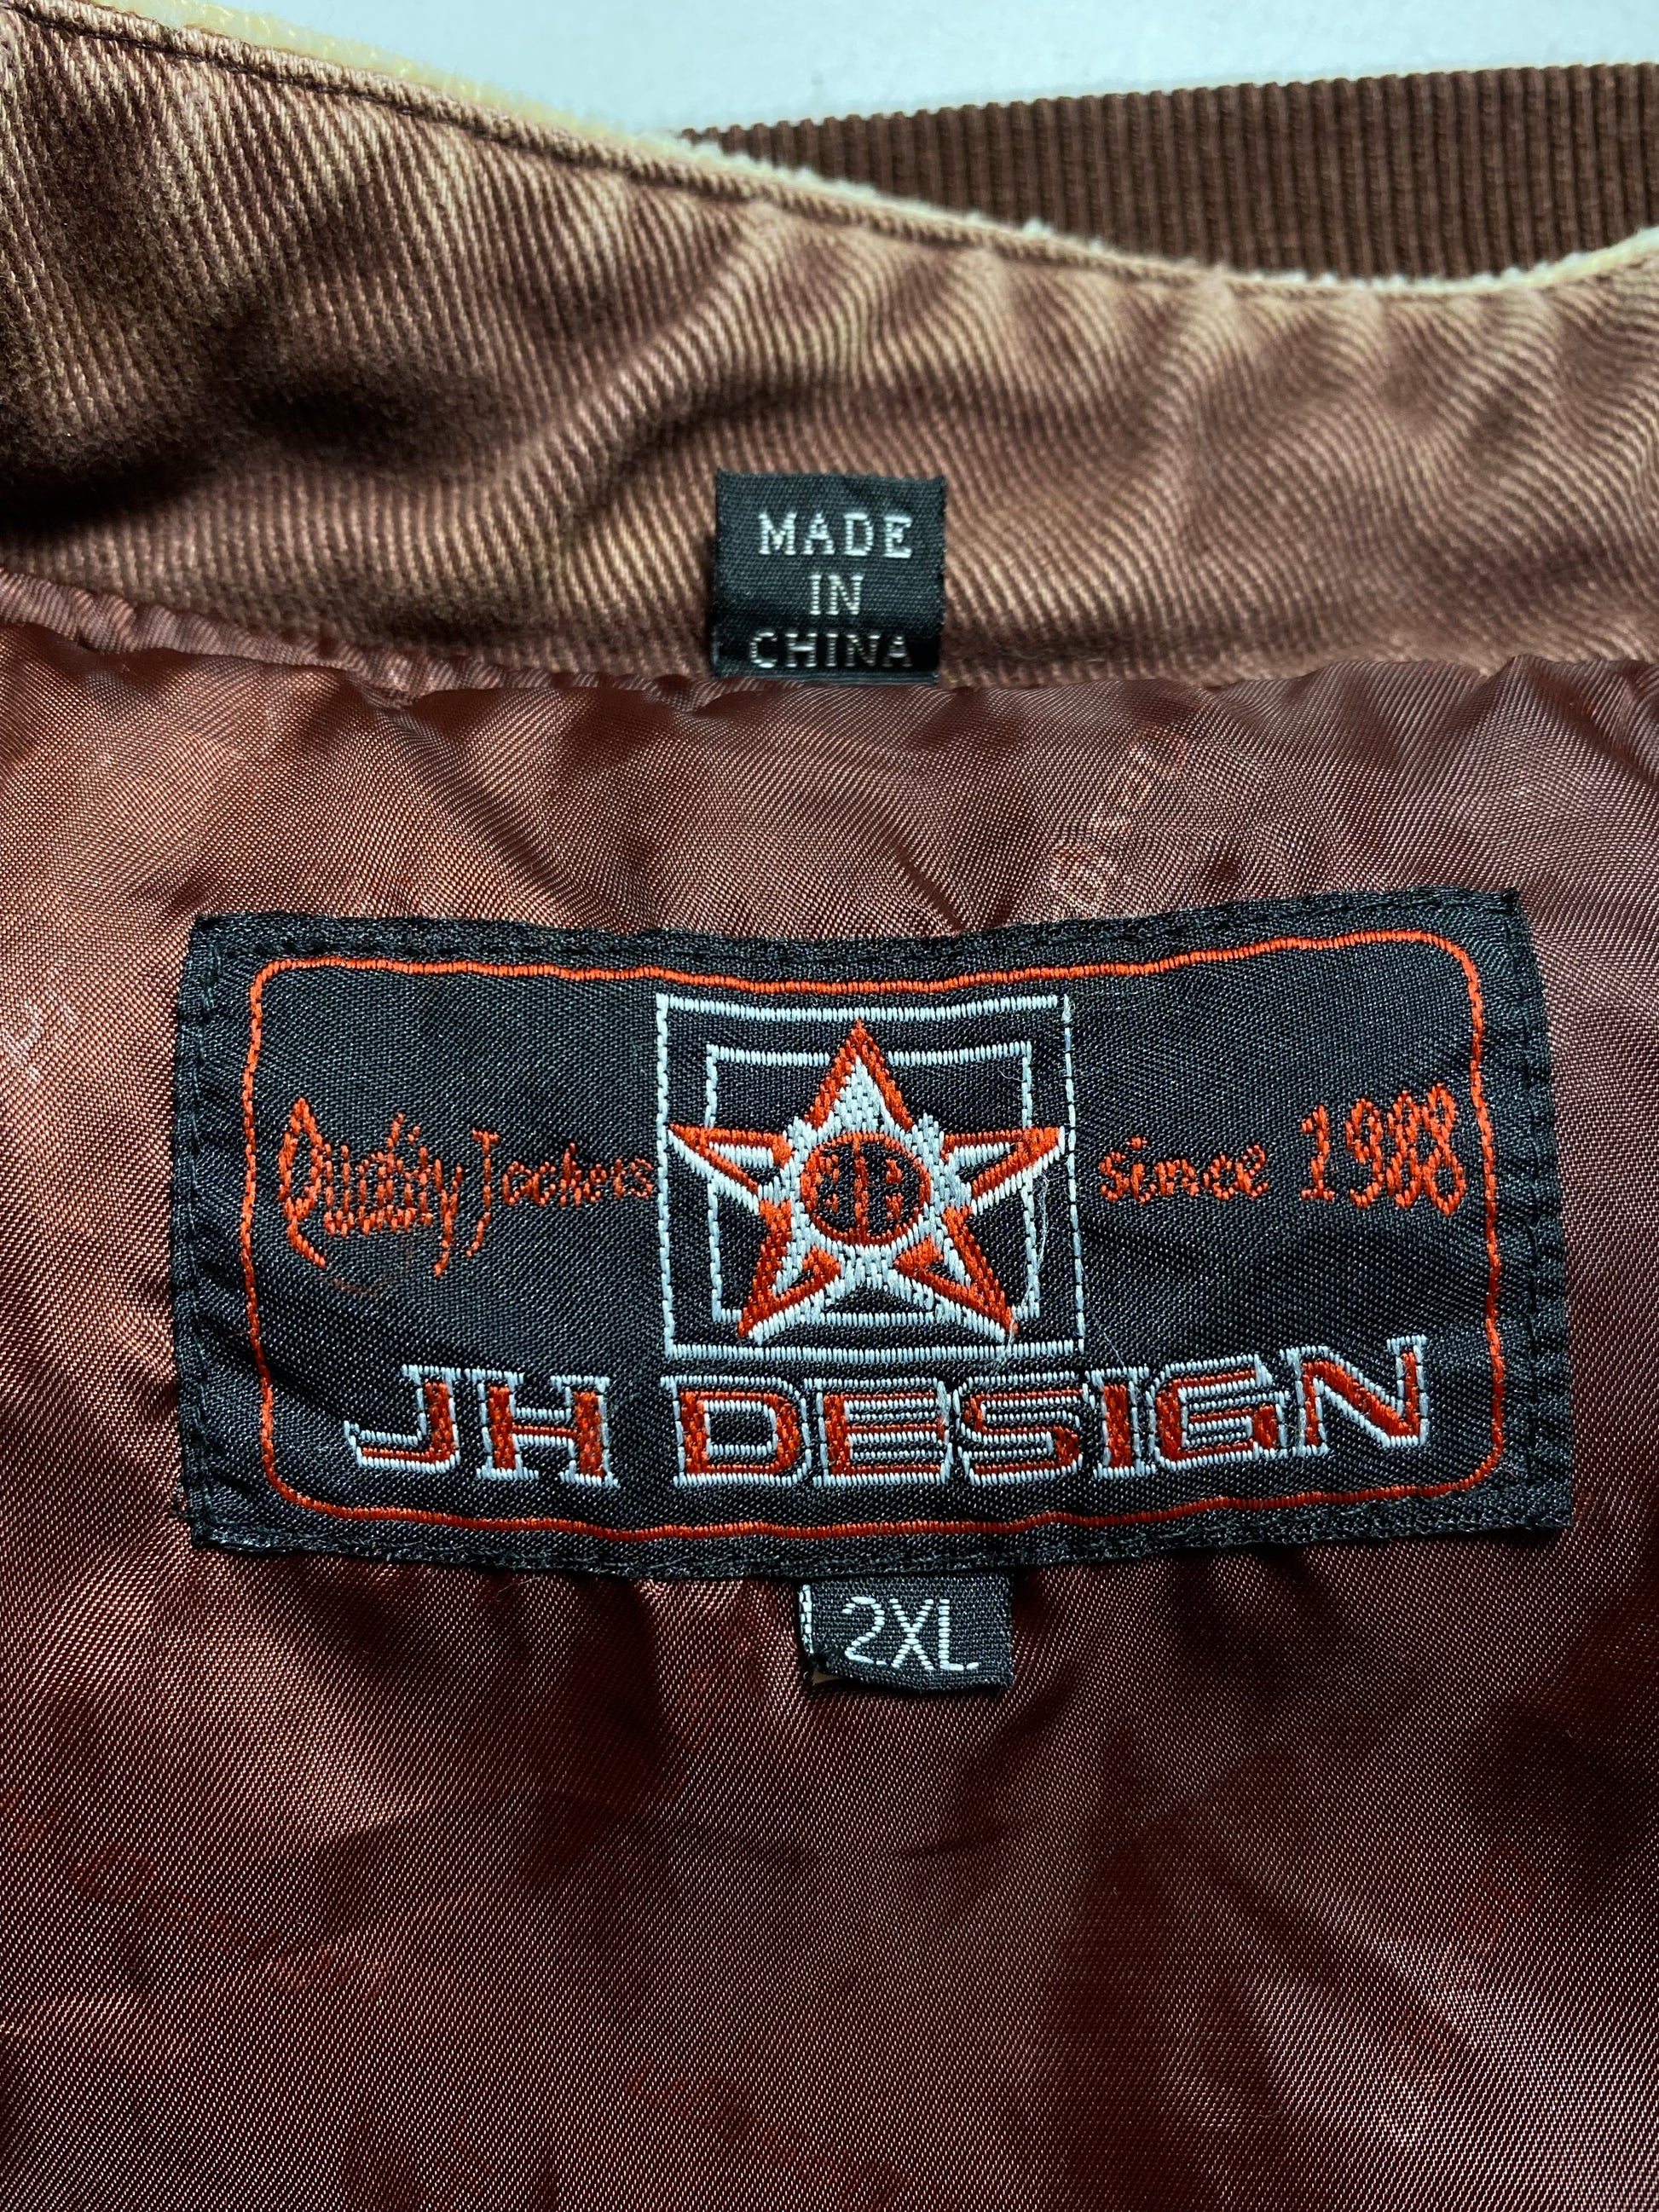 MADE
IN
CHINA
Quality Jackets since 1988
JH DESIGN
2XL